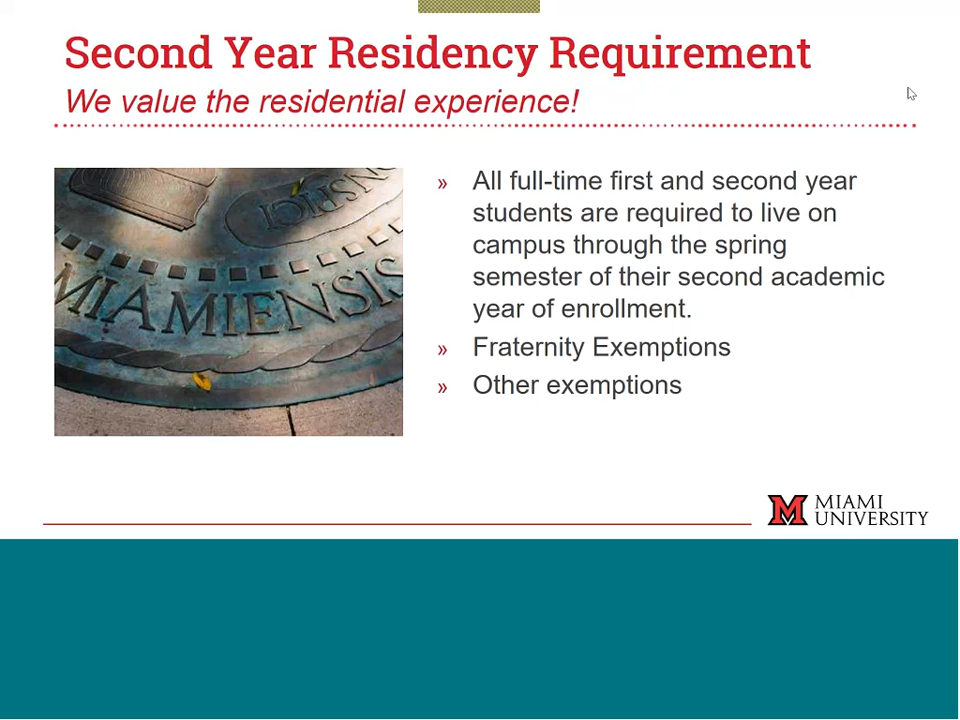 Second Year Residency Requirement
We value the residential experience!
» All full-time first and second year
students are required to live on
campus through the spring
semester of their second academic
year of enrollment.
» Fraternity Exemptions
» Other exemptions
MIAMIENSIS
M MIAMI
UNIVERSITY